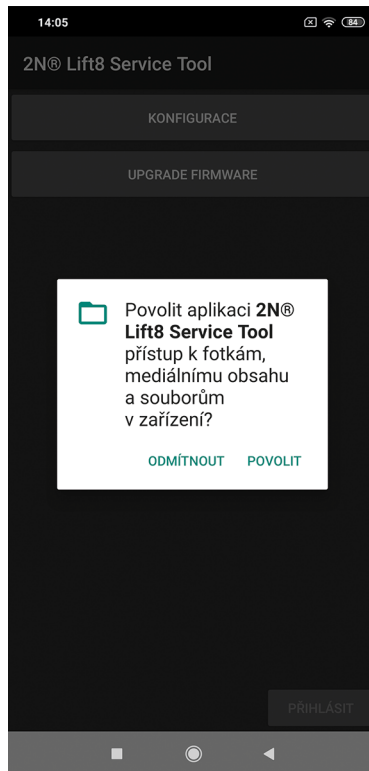 14:05
84
2N® Lift8 Service Tool
KONFIGURACE
UPGRADE FIRMWARE
Povolit aplikaci 2N®
Lift8 Service Tool
přístup k fotkám,
mediálnímu obsahu
a souborům
v zařízení?
ODMÍTNOUT POVOLIT
PŘIHLÁSIT